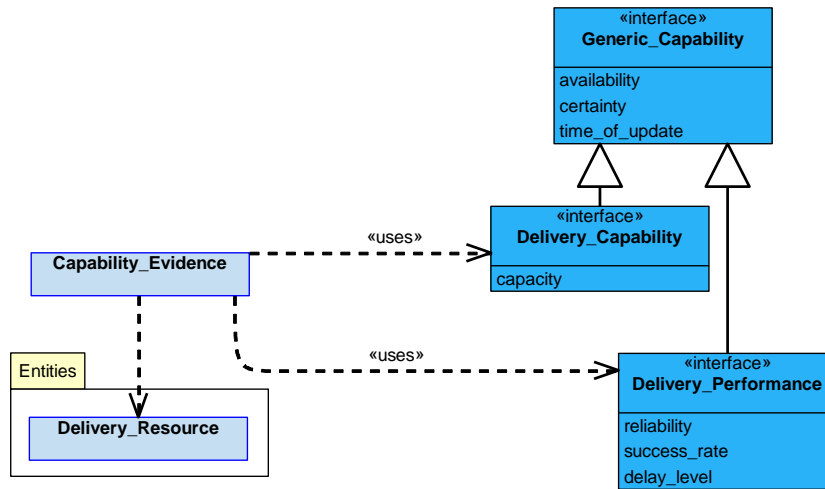 «interface»
Generic_Capability
availability
certainty
time_of_update
«interface»
Delivery_Capability
capacity
«uses»
Capability_Evidence
«uses»
«interface»
Delivery_Performance
reliability
success_rate
delay_level
Entities
Delivery_Resource